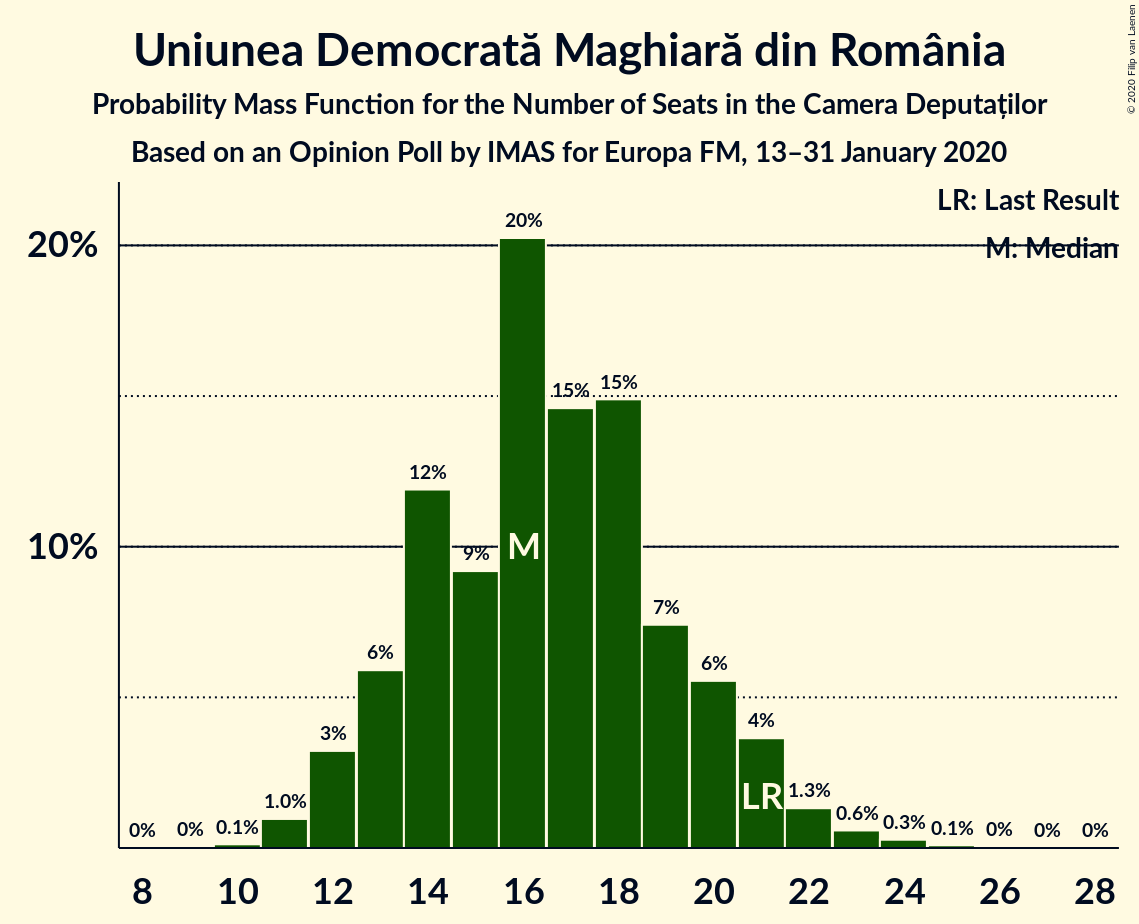 Uniunea Democrată Maghiară din România
Probability Mass Function for the Number of Seats in the Camera Deputaților
Based on an Opinion Poll by IMAS for Europa FM, 13–31 January 2020
© 2020 Filip van Laenen
LR: Last Result
M: Median
20%
10%
0%
0%
0.1%
1.0%
3%
6%
12%
9%
20%
15%
15%
7%
6%
4%
1.3%
0.6%
0.3%
0.1%
0%
0%
0%
M
LR
8 10 12 14 16 18 20 22 24 26 28